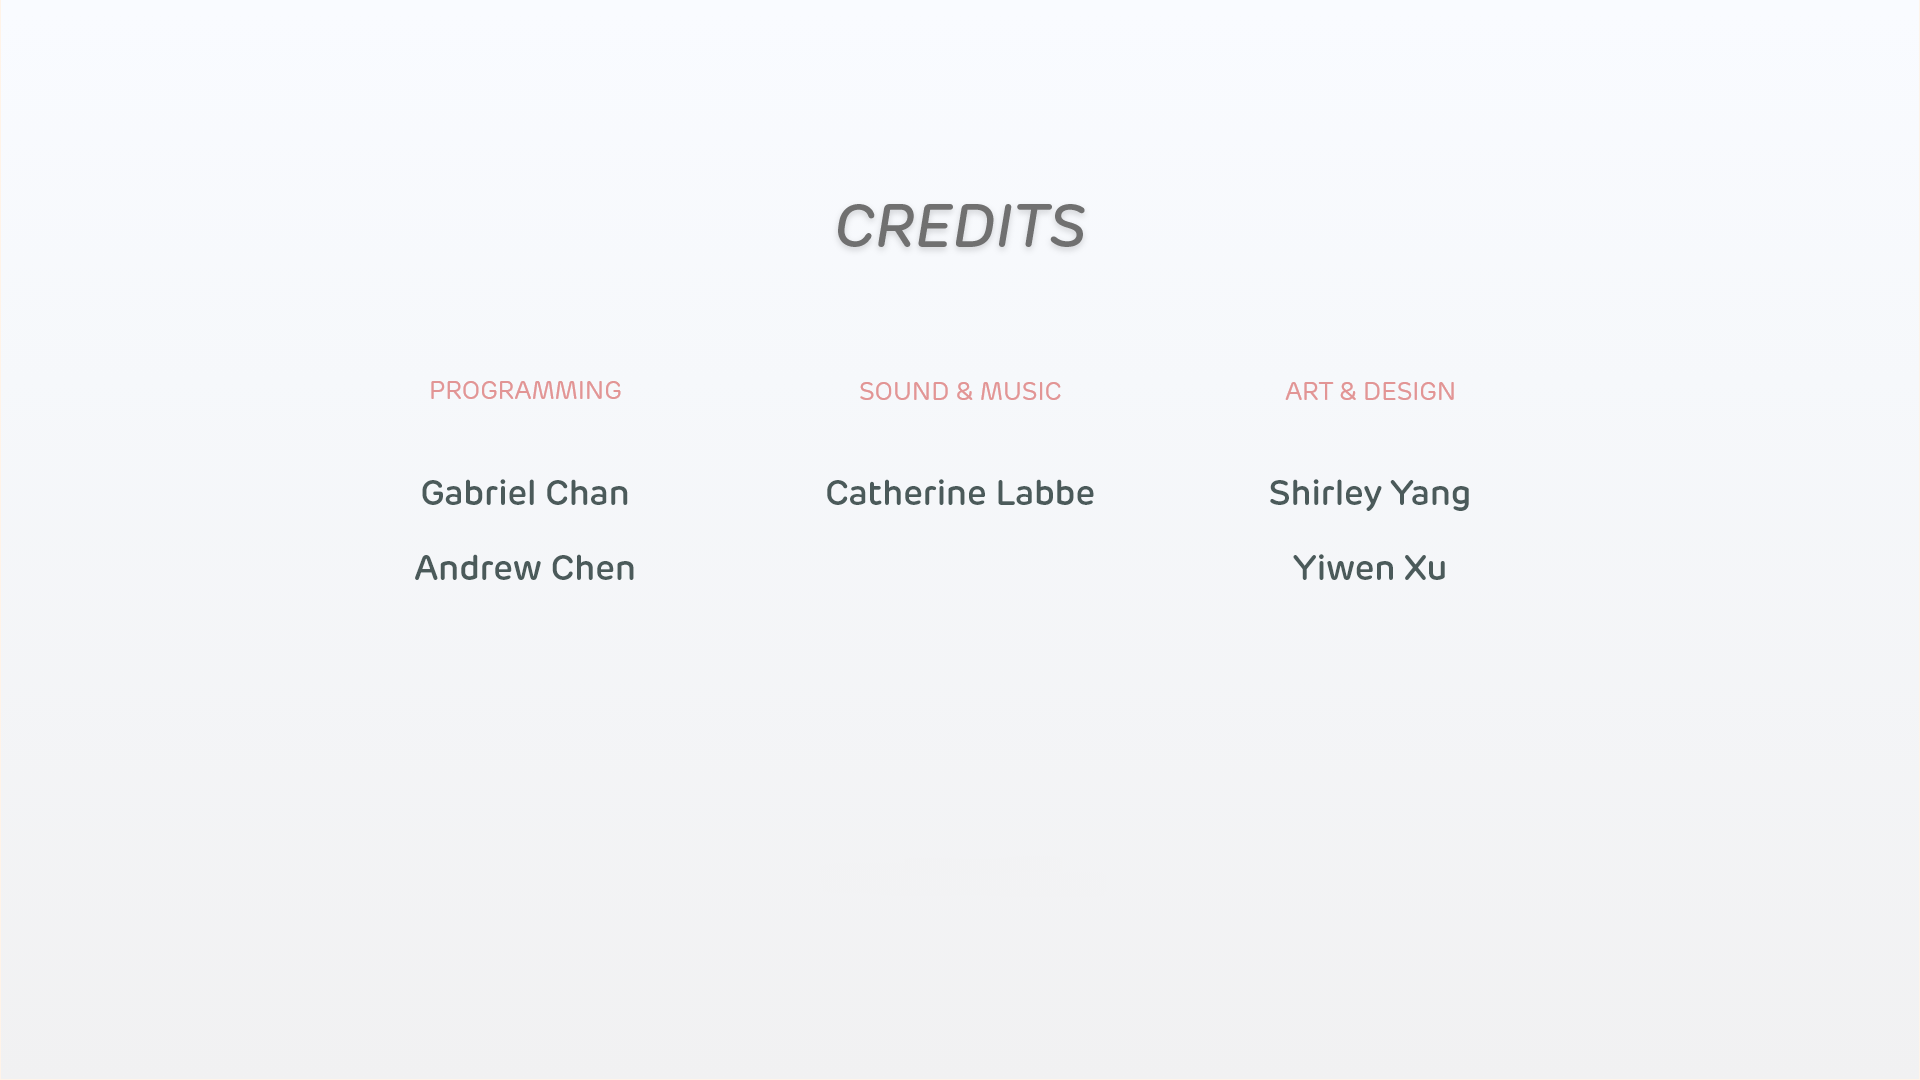 CREDITS
PROGRAMMING
Gabriel Chan
Andrew Chen
SOUND & MUSIC
Catherine Labbe
ART & DESIGN
Shirley Yang
Yiwen Xu